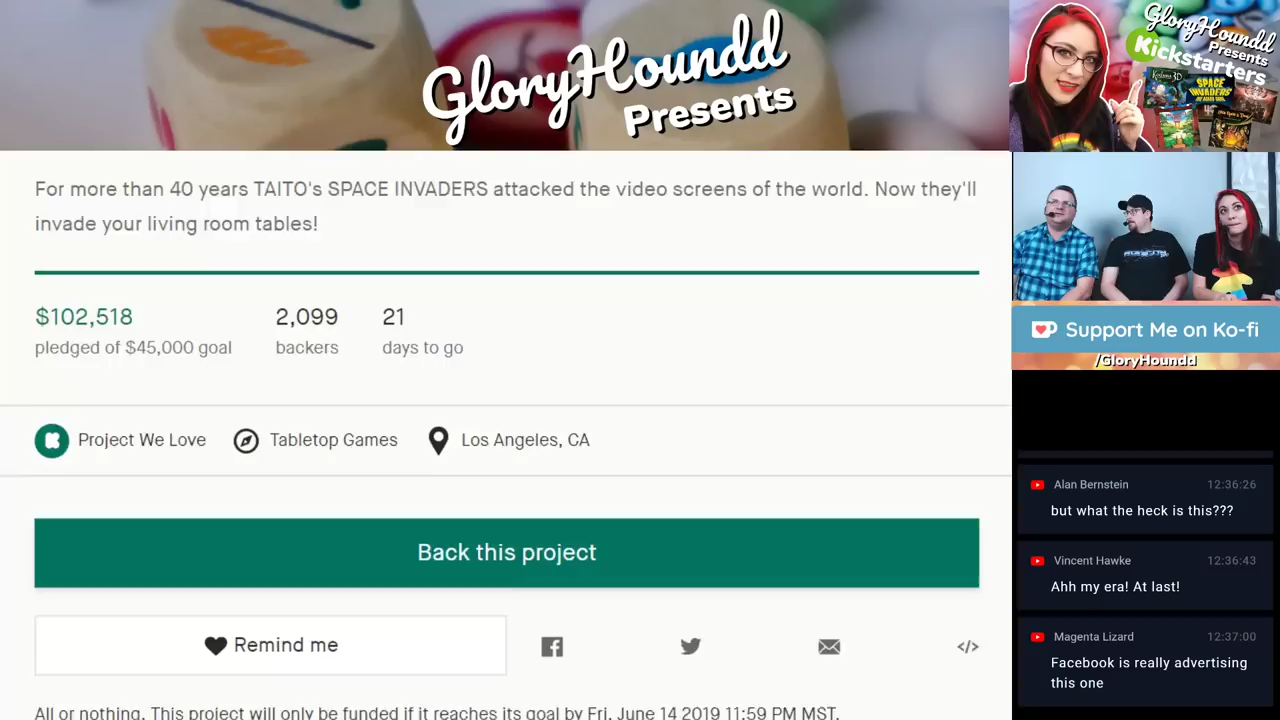 GloryHoundd
Presents
GloryHoundd
Presents
Kickstarters
SPACE
INVADERS
For more than 40 years TAITO's SPACE INVADERS attacked the video screens of the world. Now they'll
invade your living room tables!
$102,518
pledged of $45,000 goal
2,099
backers
21
days to go
Support Me on Ko-fi
/GloryHoundd
Project We Love
Tabletop Games
Los Angeles, CA
Alan Bernstein 12:36:26
but what the heck is this???
Back this project
Vincent Hawke 12:36:43
Ahh my era! At last!
Magenta Lizard 12:37:00
Facebook is really advertising
this one
Remind me
</>
All or nothing. This project will only be funded if it reaches its goal by Fri, June 14 2019 11:59 PM MST.